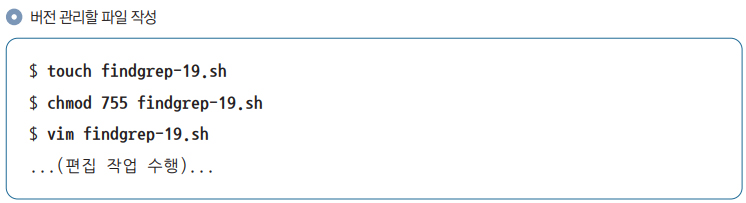 버전 관리할 파일 작성
$ touch findgrep-19.sh
$ chmod 755 findgrep-19.sh
$ vim findgrep-19.sh
...(편집 작업 수행)...